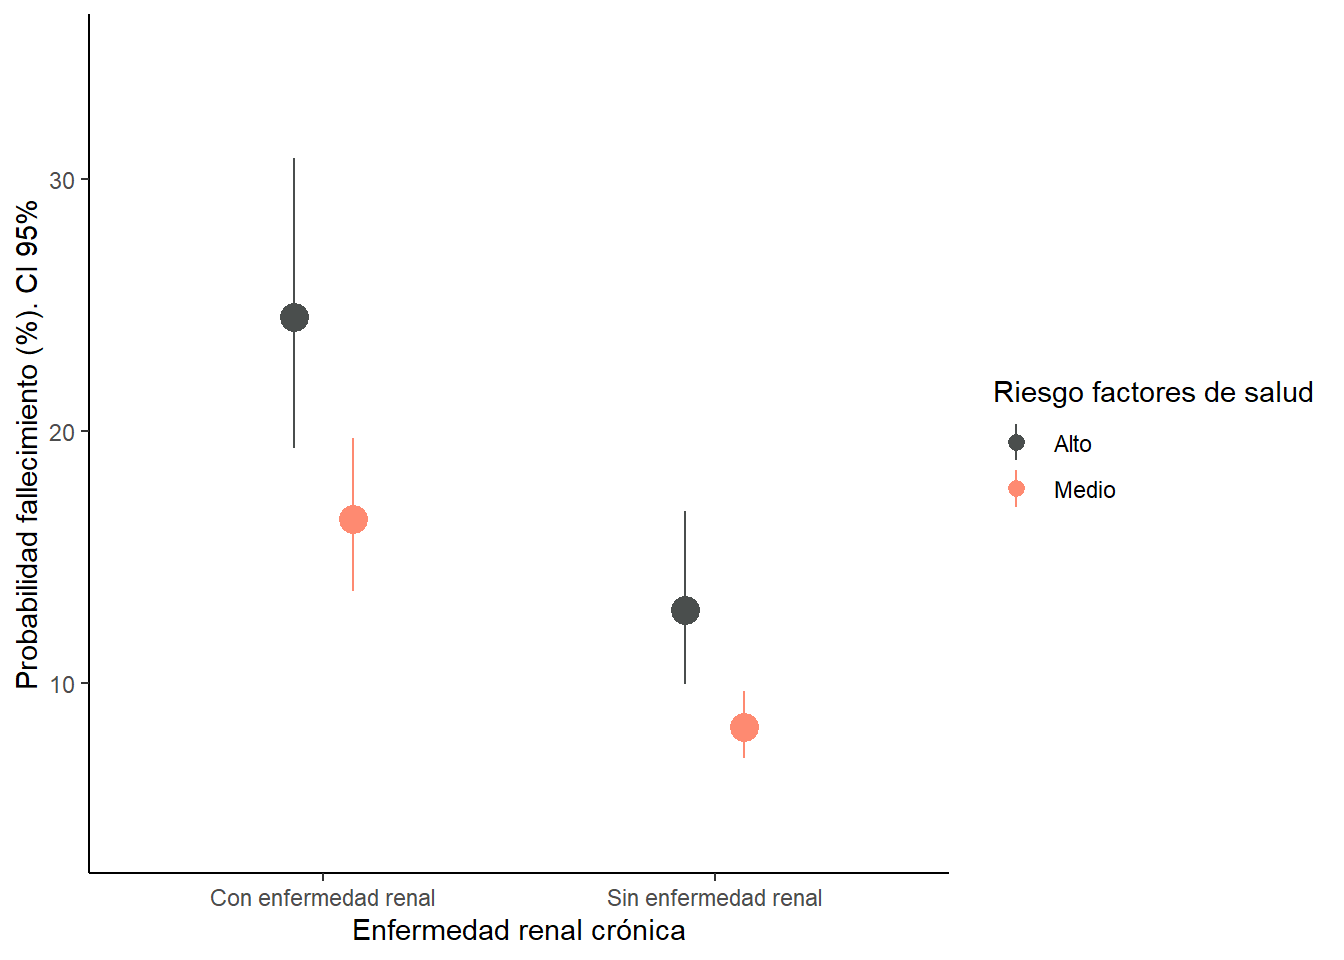 Probabilidad fallecimiento (%). CI 95%
30
20
10
Con enfermedad renal
Sin enfermedad renal
Enfermedad renal crónica
Riesgo factores de salud
Alto
Medio